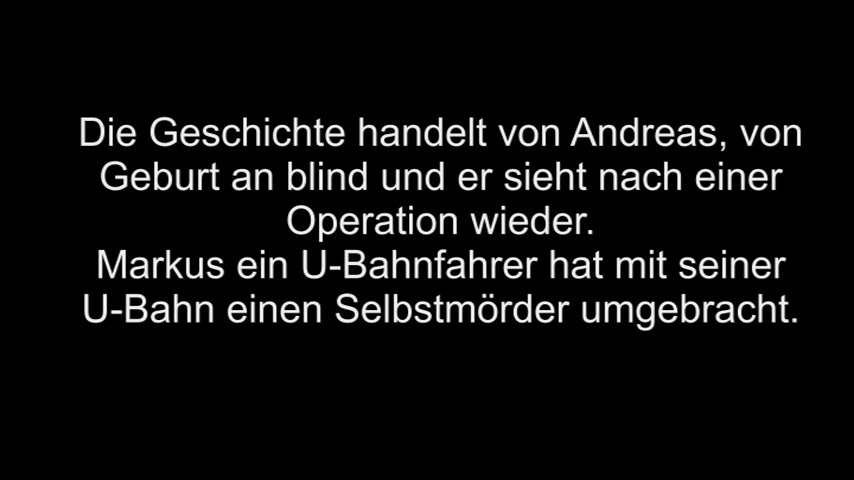 Die Geschichte handelt von Andreas, von
Geburt an blind und er sieht nach einer
Operation wieder.
Markus ein U-Bahnfahrer hat mit seiner
U-Bahn einen Selbstmörder umgebracht.